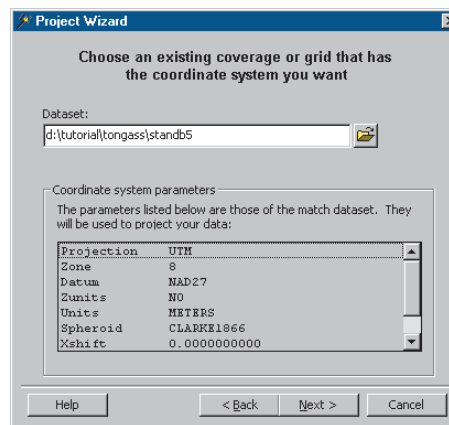 Project Wizard
Choose an existing coverage or grid that has
the coordinate system you want
Dataset:
d:\tutorial\tongass\standb5
Coordinate system parameters
The parameters listed below are those of the match dataset. They
will be used to project your data:
Projection UTM
Zone 8
Datum NAD27
Zunits NO
Units METERS
Spheroid CLARKE1866
Xshift 0.0000000000
Help < Back Next > Cancel